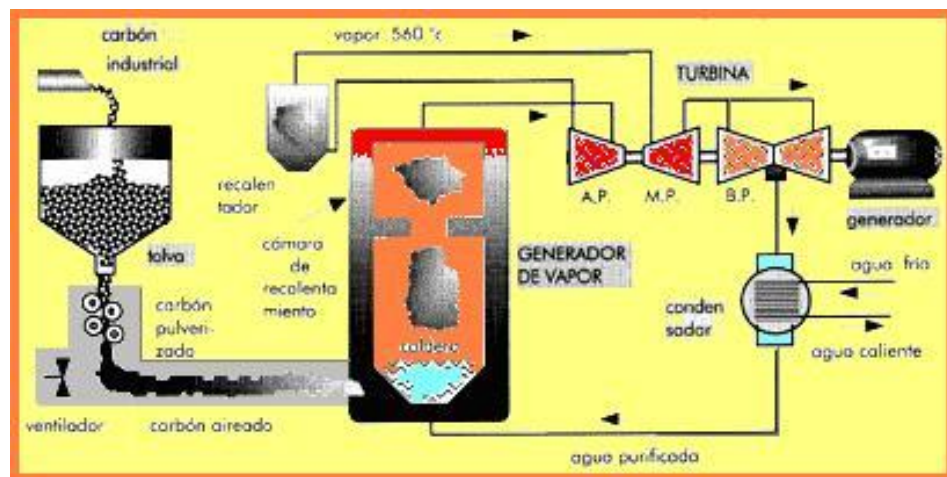 carbón
industrial
vapor 560 °c
TURBINA
recalen
tador
A.P.
M.P.
B.P.
generador
tolva
cámara
de
recalenta
miento
GENERADOR
DE VAPOR
agua fria
carbón
pulveri-
zado
conden
sador
caldera
agua caliente
ventilador
carbón aireado
agua purificada